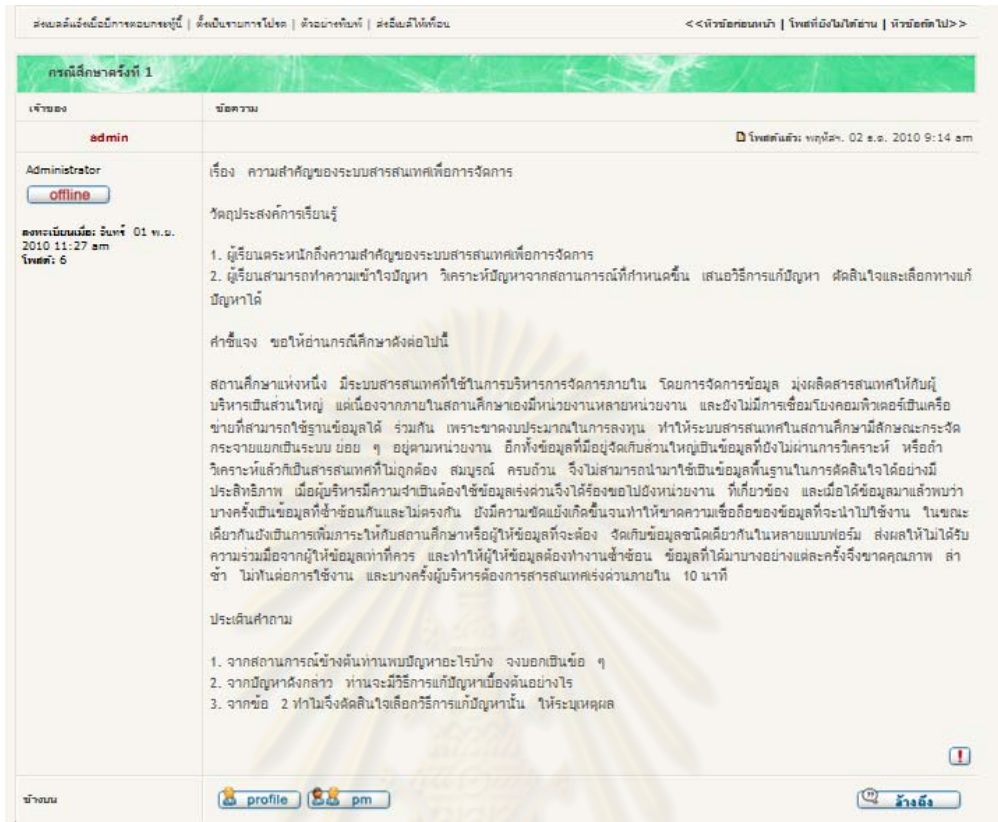 ส่งเมลล์แจ้งเมื่อมีการตอบกระทู้นี้ | ตั้งเป็นรายการโปรด | ตัวอย่างพิมพ์ | ส่งอีเมล์ให้เพื่อน <<หัวข้อก่อนหน้า | โพสที่ยังไม่ได้อ่าน | หัวข้อถัดไป>>
กรณีศึกษาครั้งที่ 1
เจ้าของ ข้อความ
admin โพสต์แล้ว: พฤหัสฯ. 02 ธ.ค. 2010 9:14 am
Administrator
offline
ลงทะเบียนเมื่อ: จันทร์ 01 พ.ย.
2010 11:27 am
โพสต์: 6
เรื่อง ความสำคัญของระบบสารสนเทศเพื่อการจัดการ
วัตถุประสงค์การเรียนรู้
1. ผู้เรียนตระหนักถึงความสำคัญของระบบสารสนเทศเพื่อการจัดการ
2. ผู้เรียนสามารถทำความเข้าใจปัญหา วิเคราะห์ปัญหาจากสถานการณ์ที่กำหนดขึ้น เสนอวิธีการแก้ปัญหา ตัดสินใจและเลือกทางแก้
ปัญหาได้
คำชี้แจง ขอให้อ่านกรณีศึกษาดังต่อไปนี้
สถานศึกษาแห่งหนึ่ง มีระบบสารสนเทศที่ใช้ในการบริหารการจัดการภายใน โดยการจัดการข้อมูล มุ่งผลิตสารสนเทศให้กับผู้
บริหารเป็นส่วนใหญ่ แต่เนื่องจากภายในสถานศึกษาเองมีหน่วยงานหลายหน่วยงาน และยังไม่มีการเชื่อมโยงคอมพิวเตอร์เป็นเครือ
ข่ายที่สามารถใช้ฐานข้อมูลได้ ร่วมกัน เพราะขาดงบประมาณในการลงทุน ทำให้ระบบสารสนเทศในสถานศึกษามีลักษณะกระจัด
กระจายแยกเป็นระบบ ย่อย ๆ อยู่ตามหน่วยงาน อีกทั้งข้อมูลที่มีอยู่จัดเก็บส่วนใหญ่เป็นข้อมูลที่ยังไม่ผ่านการวิเคราะห์ หรือถ้า
วิเคราะห์แล้วก็เป็นสารสนเทศที่ไม่ถูกต้อง สมบูรณ์ ครบถ้วน จึงไม่สามารถนำมาใช้เป็นข้อมูลพื้นฐานในการตัดสินใจได้อย่างมี
ประสิทธิภาพ เมื่อผู้บริหารมีความจำเป็นต้องใช้ข้อมูลเร่งด่วนจึงได้ร้องขอไปยังหน่วยงาน ที่เกี่ยวข้อง และเมื่อได้ข้อมูลมาแล้วพบว่า
บางครั้งเป็นข้อมูลที่ซ้ำซ้อนกันและไม่ตรงกัน ยังมีความขัดแย้งเกิดขึ้นจนทำให้ขาดความเชื่อถือของข้อมูลที่จะนำไปใช้งาน ในขณะ
เดียวกันยังเป็นการเพิ่มภาระให้กับสถานศึกษาหรือผู้ให้ข้อมูลที่จะต้อง จัดเก็บข้อมูลชนิดเดียวกันในหลายแบบฟอร์ม ส่งผลให้ไม่ได้รับ
ความร่วมมือจากผู้ให้ข้อมูลเท่าที่ควร และทำให้ผู้ให้ข้อมูลต้องทำงานซ้ำซ้อน ข้อมูลที่ได้มาบางอย่างแต่ละครั้งจึงขาดคุณภาพ ล่า
ช้า ไม่ทันต่อการใช้งาน และบางครั้งผู้บริหารต้องการสารสนเทศเร่งด่วนภายใน 10 นาที
ประเด็นคำถาม
1. จากสถานการณ์ข้างต้นท่านพบปัญหาอะไรบ้าง จงบอกเป็นข้อ ๆ
2. จากปัญหาดังกล่าว ท่านจะมีวิธีการแก้ปัญหาเบื้องต้นอย่างไร
3. จากข้อ 2 ทำไมจึงตัดสินใจเลือกวิธีการแก้ปัญหานั้น ให้ระบุเหตุผล
ข้างบน profile pm อ้างถึง